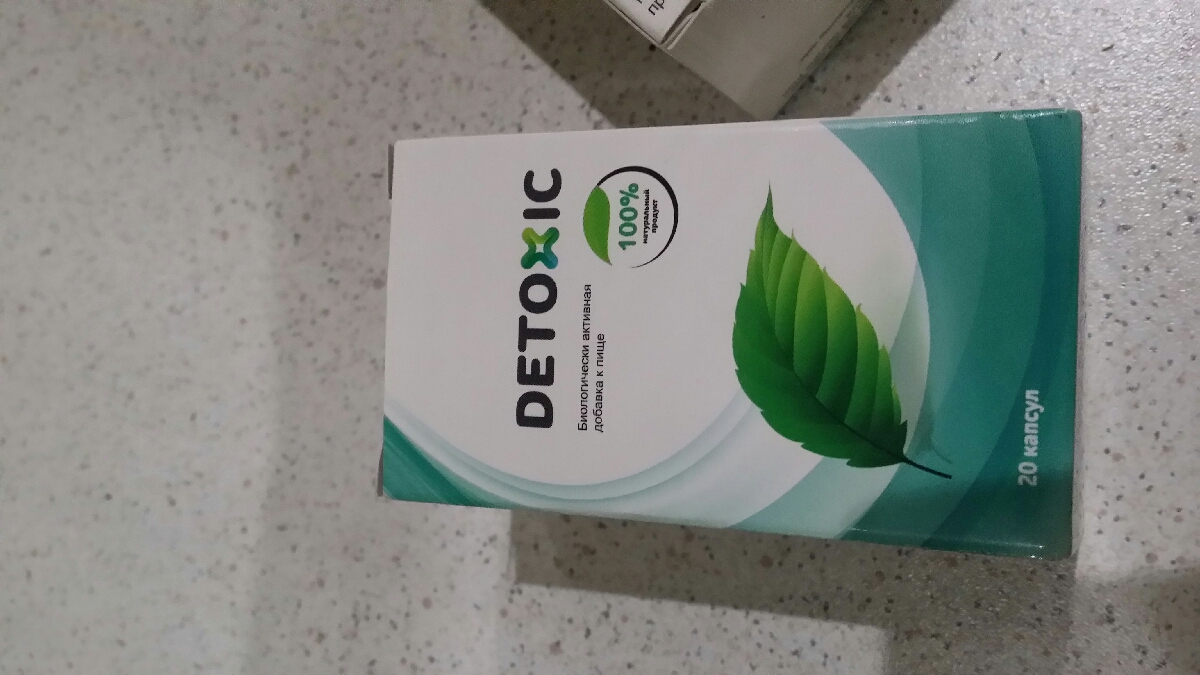 DETOXIC
Биологически активная
добавка к пище
100%
натуральный
продукт
20 капсул